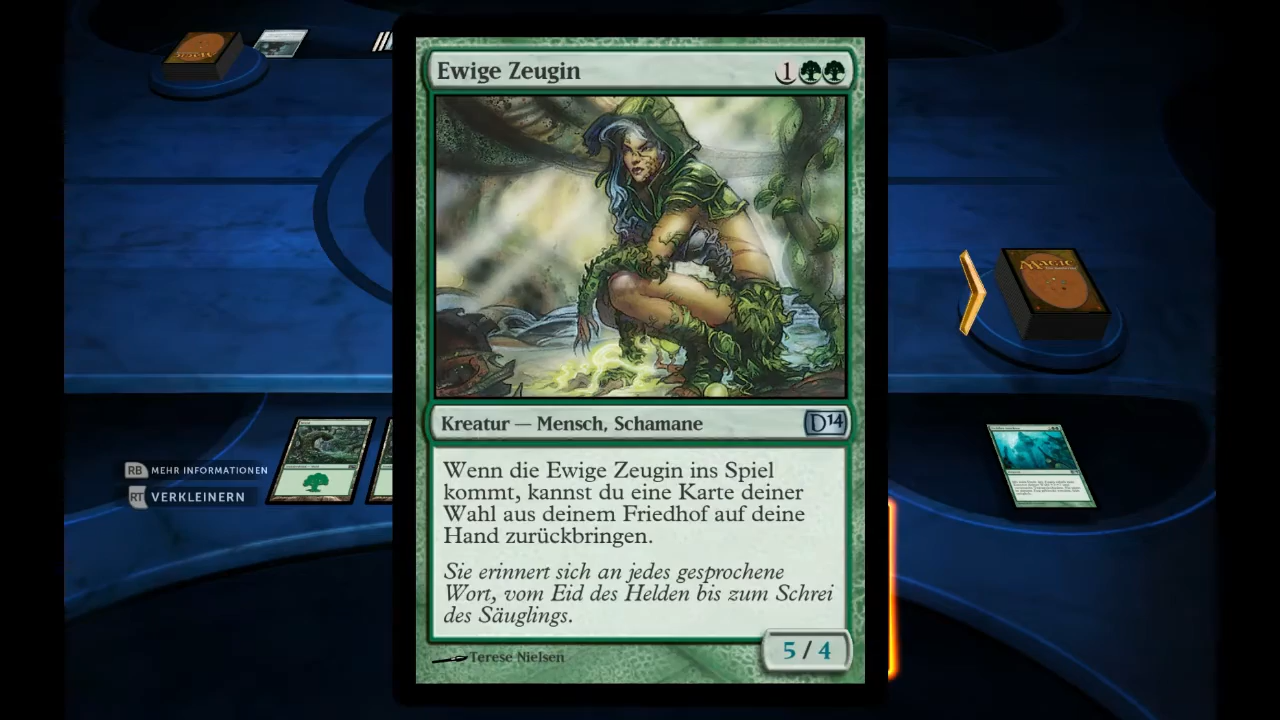 Ewige Zeugin
1
Kreatur — Mensch, Schamane
D14
Wenn die Ewige Zeugin ins Spiel
kommt, kannst du eine Karte deiner
Wahl aus deinem Friedhof auf deine
Hand zurückbringen.
Sie erinnert sich an jedes gesprochene
Wort, vom Eid des Helden bis zum Schrei
des Säuglings.
Terese Nielsen
5 / 4
RB MEHR INFORMATIONEN
RT VERKLEINERN
MAGIC